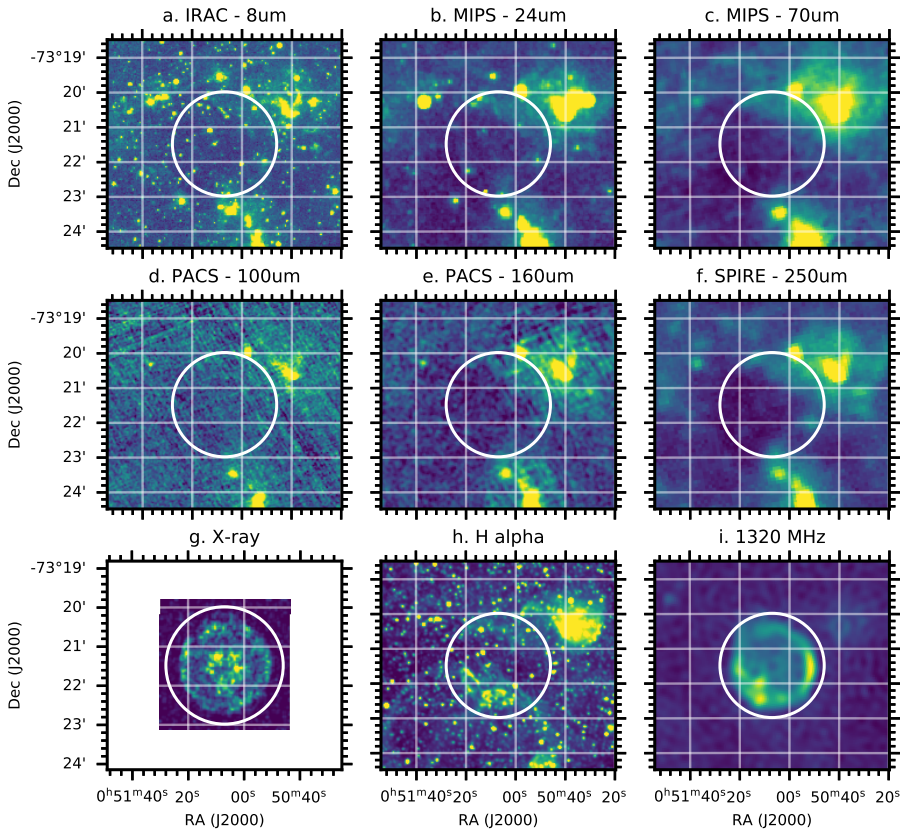 a. IRAC - 8um
b. MIPS - 24um
c. MIPS - 70um
Dec (J2000)
-73°19'
20'
21'
22'
23'
24'
d. PACS - 100um
e. PACS - 160um
f. SPIRE - 250um
Dec (J2000)
-73°19'
20'
21'
22'
23'
24'
g. X-ray
h. H alpha
i. 1320 MHz
Dec (J2000)
-73°19'
20'
21'
22'
23'
24'
0ʰ51ᵐ40ˢ 20ˢ 00ˢ 50ᵐ40ˢ
0ʰ51ᵐ40ˢ 20ˢ 00ˢ 50ᵐ40ˢ 20ˢ
0ʰ51ᵐ40ˢ 20ˢ 00ˢ 50ᵐ40ˢ 20ˢ
RA (J2000)
RA (J2000)
RA (J2000)